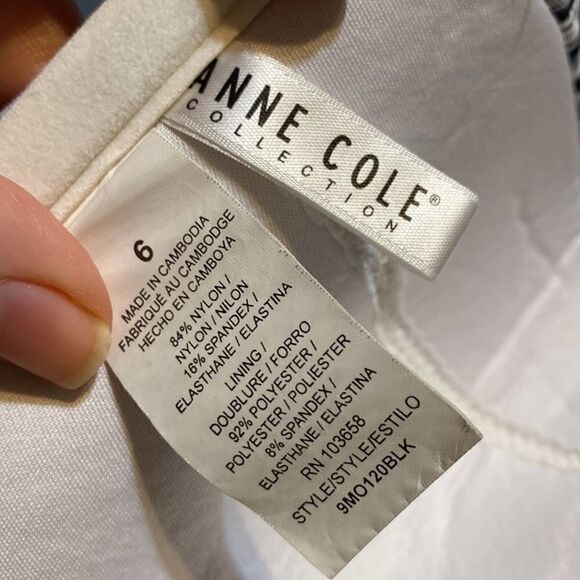 ANNE COLE®
COLLECTION
6
MADE IN CAMBODIA
FABRIQUÉ AU CAMBODGE
HECHO EN CAMBOYA
84% NYLON/
NYLON / NILON
16% SPANDEX/
ELASTHANE / ELASTINA
LINING /
DOUBLURE / FORRO
92% POLYESTER/
POLYESTER / POLIESTER
8% SPANDEX/
ELASTHANE / ELASTINA
RN 103658
STYLE/STYLE/ESTILO
9MO120BLK